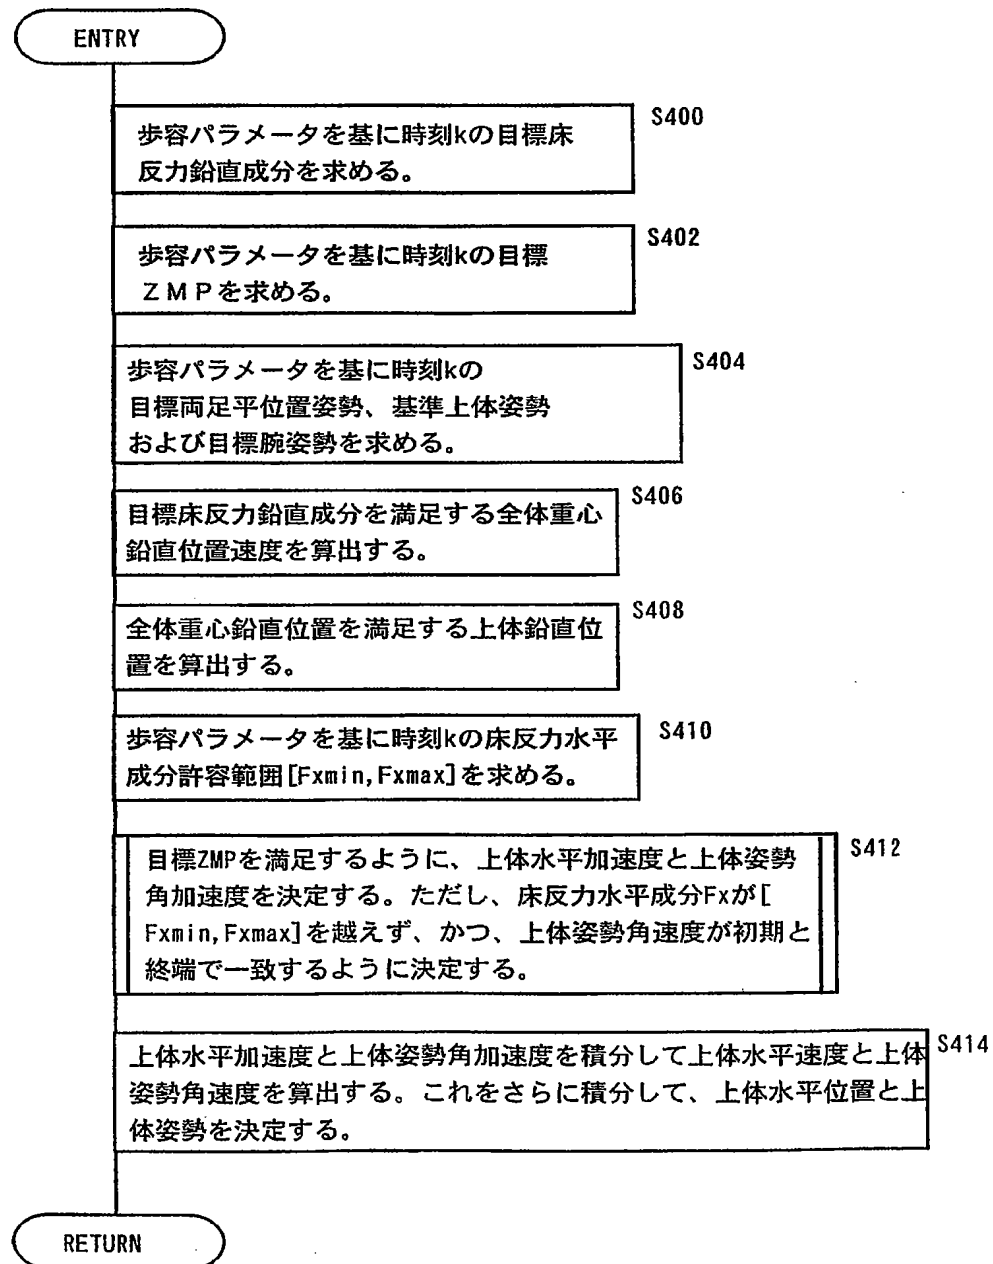 ENTRY
S400
歩容パラメータを基に時刻kの目標床
反力鉛直成分を求める。
S402
歩容パラメータを基に時刻kの目標
ＺＭＰを求める。
S404
歩容パラメータを基に時刻kの
目標両足平位置姿勢、基準上体姿勢
および目標腕姿勢を求める。
S406
目標床反力鉛直成分を満足する全体重心
鉛直位置速度を算出する。
S408
全体重心鉛直位置を満足する上体鉛直位
置を算出する。
S410
歩容パラメータを基に時刻kの床反力水平
成分許容範囲[Fxmin,Fxmax]を求める。
S412
目標ZMPを満足するように、上体水平加速度と上体姿勢
角加速度を決定する。ただし、床反力水平成分Fxが[
Fxmin,Fxmax]を越えず、かつ、上体姿勢角速度が初期と
終端で一致するように決定する。
S414
上体水平加速度と上体姿勢角加速度を積分して上体水平速度と上体
姿勢角速度を算出する。これをさらに積分して、上体水平位置と上
体姿勢を決定する。
RETURN